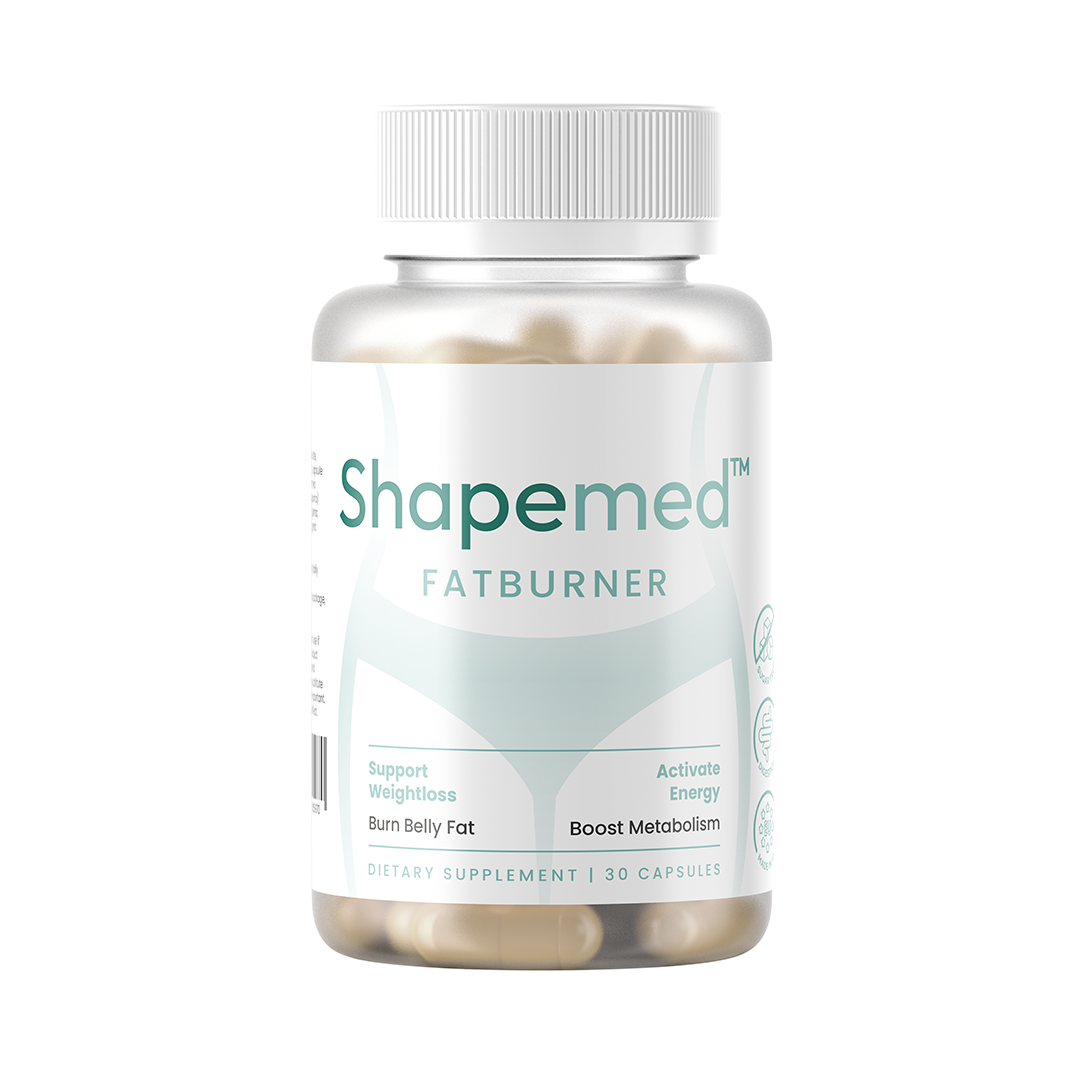 Shapemed™
FATBURNER
Support
Weightloss
Burn Belly Fat
Activate
Energy
Boost Metabolism
DIETARY SUPPLEMENT | 30 CAPSULES